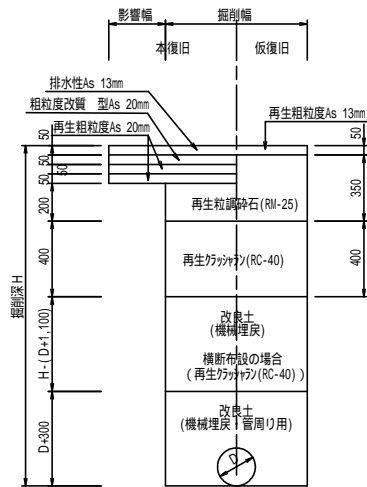 影響幅
掘削幅
本復旧
仮復旧
排水性As 13mm
粗粒度改質 型As 20mm
再生粗粒度As 20mm
再生粗粒度As 13mm
50
50
50
50
200
400
H-(D+1,100)
D+300
掘削深H
50
350
400
再生粒調砕石(RM-25)
再生クラッシャラン(RC-40)
改良土
(機械埋戻)
横断布設の場合
(再生クラッシャラン(RC-40))
改良土
(機械埋戻・管周り用)
D